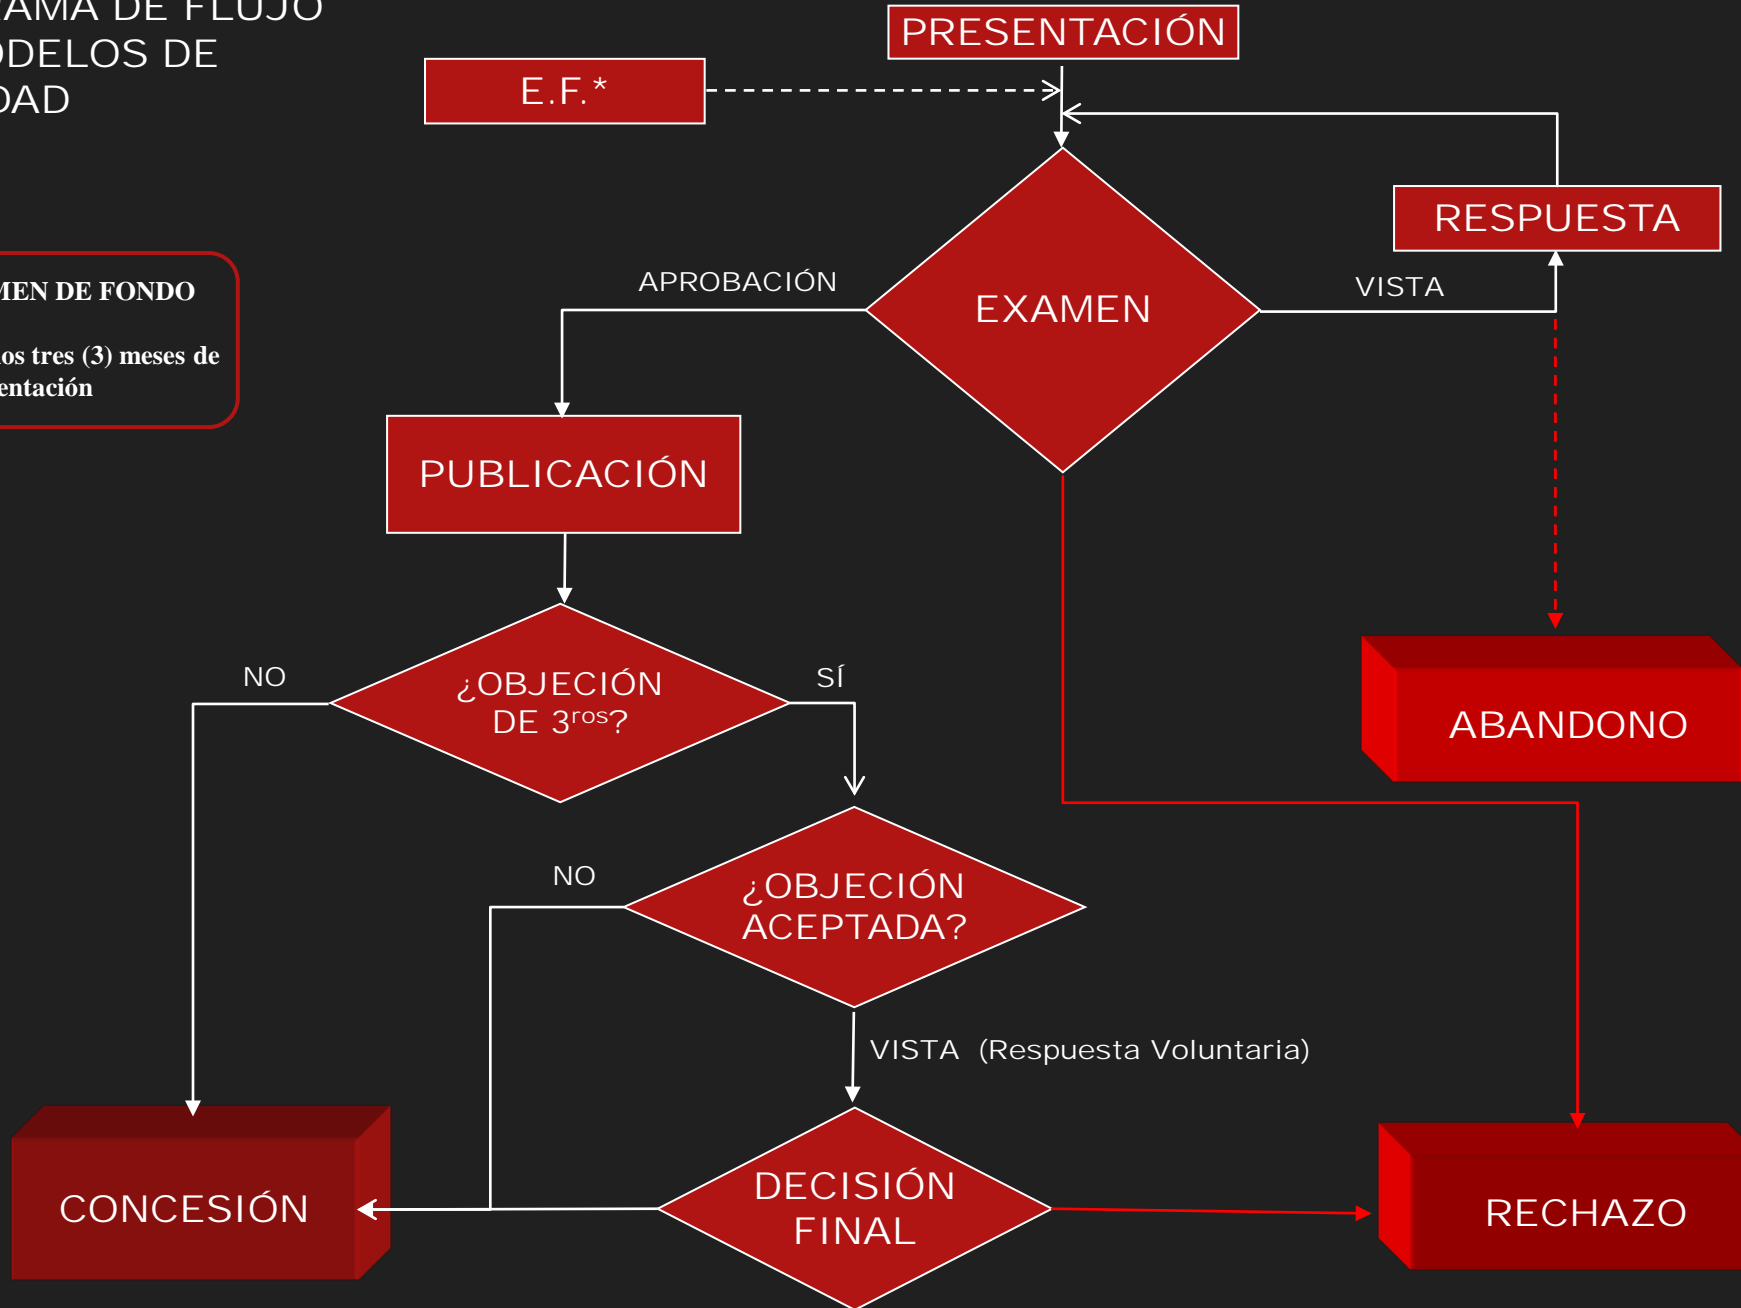 AMA DE FLUJO
DELOS DE
DAD
PRESENTACIÓN
E.F.*
RESPUESTA
MEN DE FONDO
os tres (3) meses de
entación
APROBACIÓN
EXAMEN
VISTA
PUBLICACIÓN
NO
¿OBJECIÓN
DE 3ros?
SÍ
ABANDONO
NO
¿OBJECIÓN
ACEPTADA?
VISTA (Respuesta Voluntaria)
CONCESIÓN
DECISIÓN
FINAL
RECHAZO